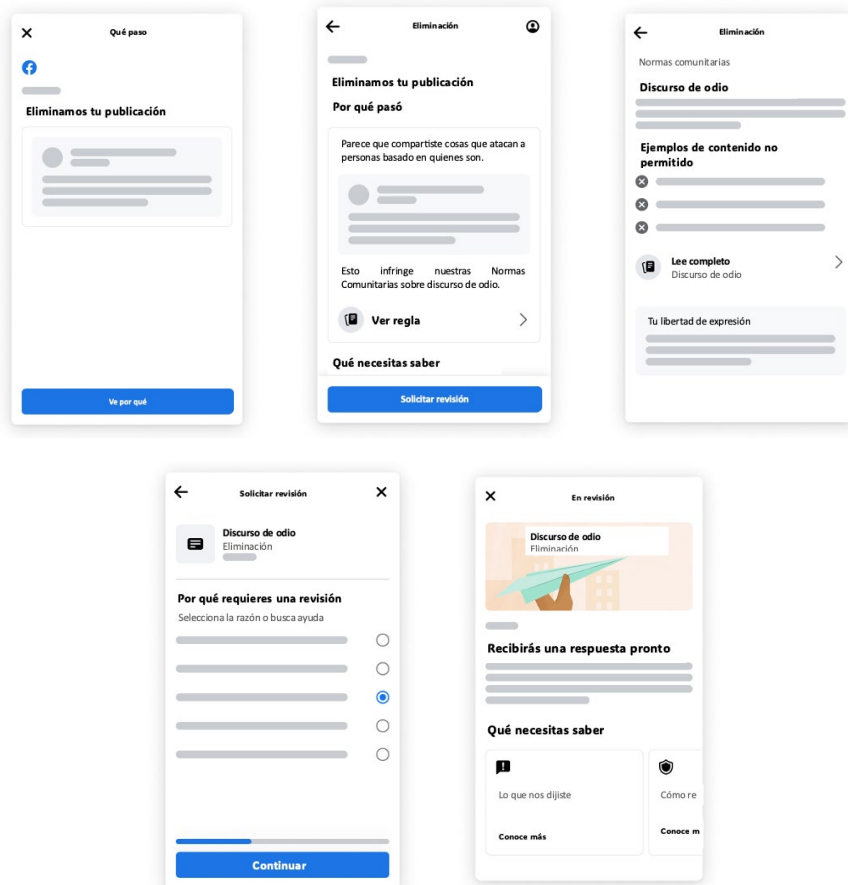 Qué paso
Eliminamos tu publicación
Ve por qué
Eliminación
Eliminamos tu publicación
Por qué pasó
Parece que compartiste cosas que atacan a
personas basado en quienes son.
Esto infringe nuestras Normas
Comunitarias sobre discurso de odio.
Ver regla
Qué necesitas saber
Solicitar revisión
Eliminación
Normas comunitarias
Discurso de odio
Ejemplos de contenido no
permitido
Lee completo
Discurso de odio
Tu libertad de expresión
Solicitar revisión
Discurso de odio
Eliminación
Por qué requieres una revisión
Selecciona la razón o busca ayuda
Continuar
En revisión
Discurso de odio
Eliminación
Recibirás una respuesta pronto
Qué necesitas saber
Lo que nos dijiste
Conoce más
Cómo re
Conoce m